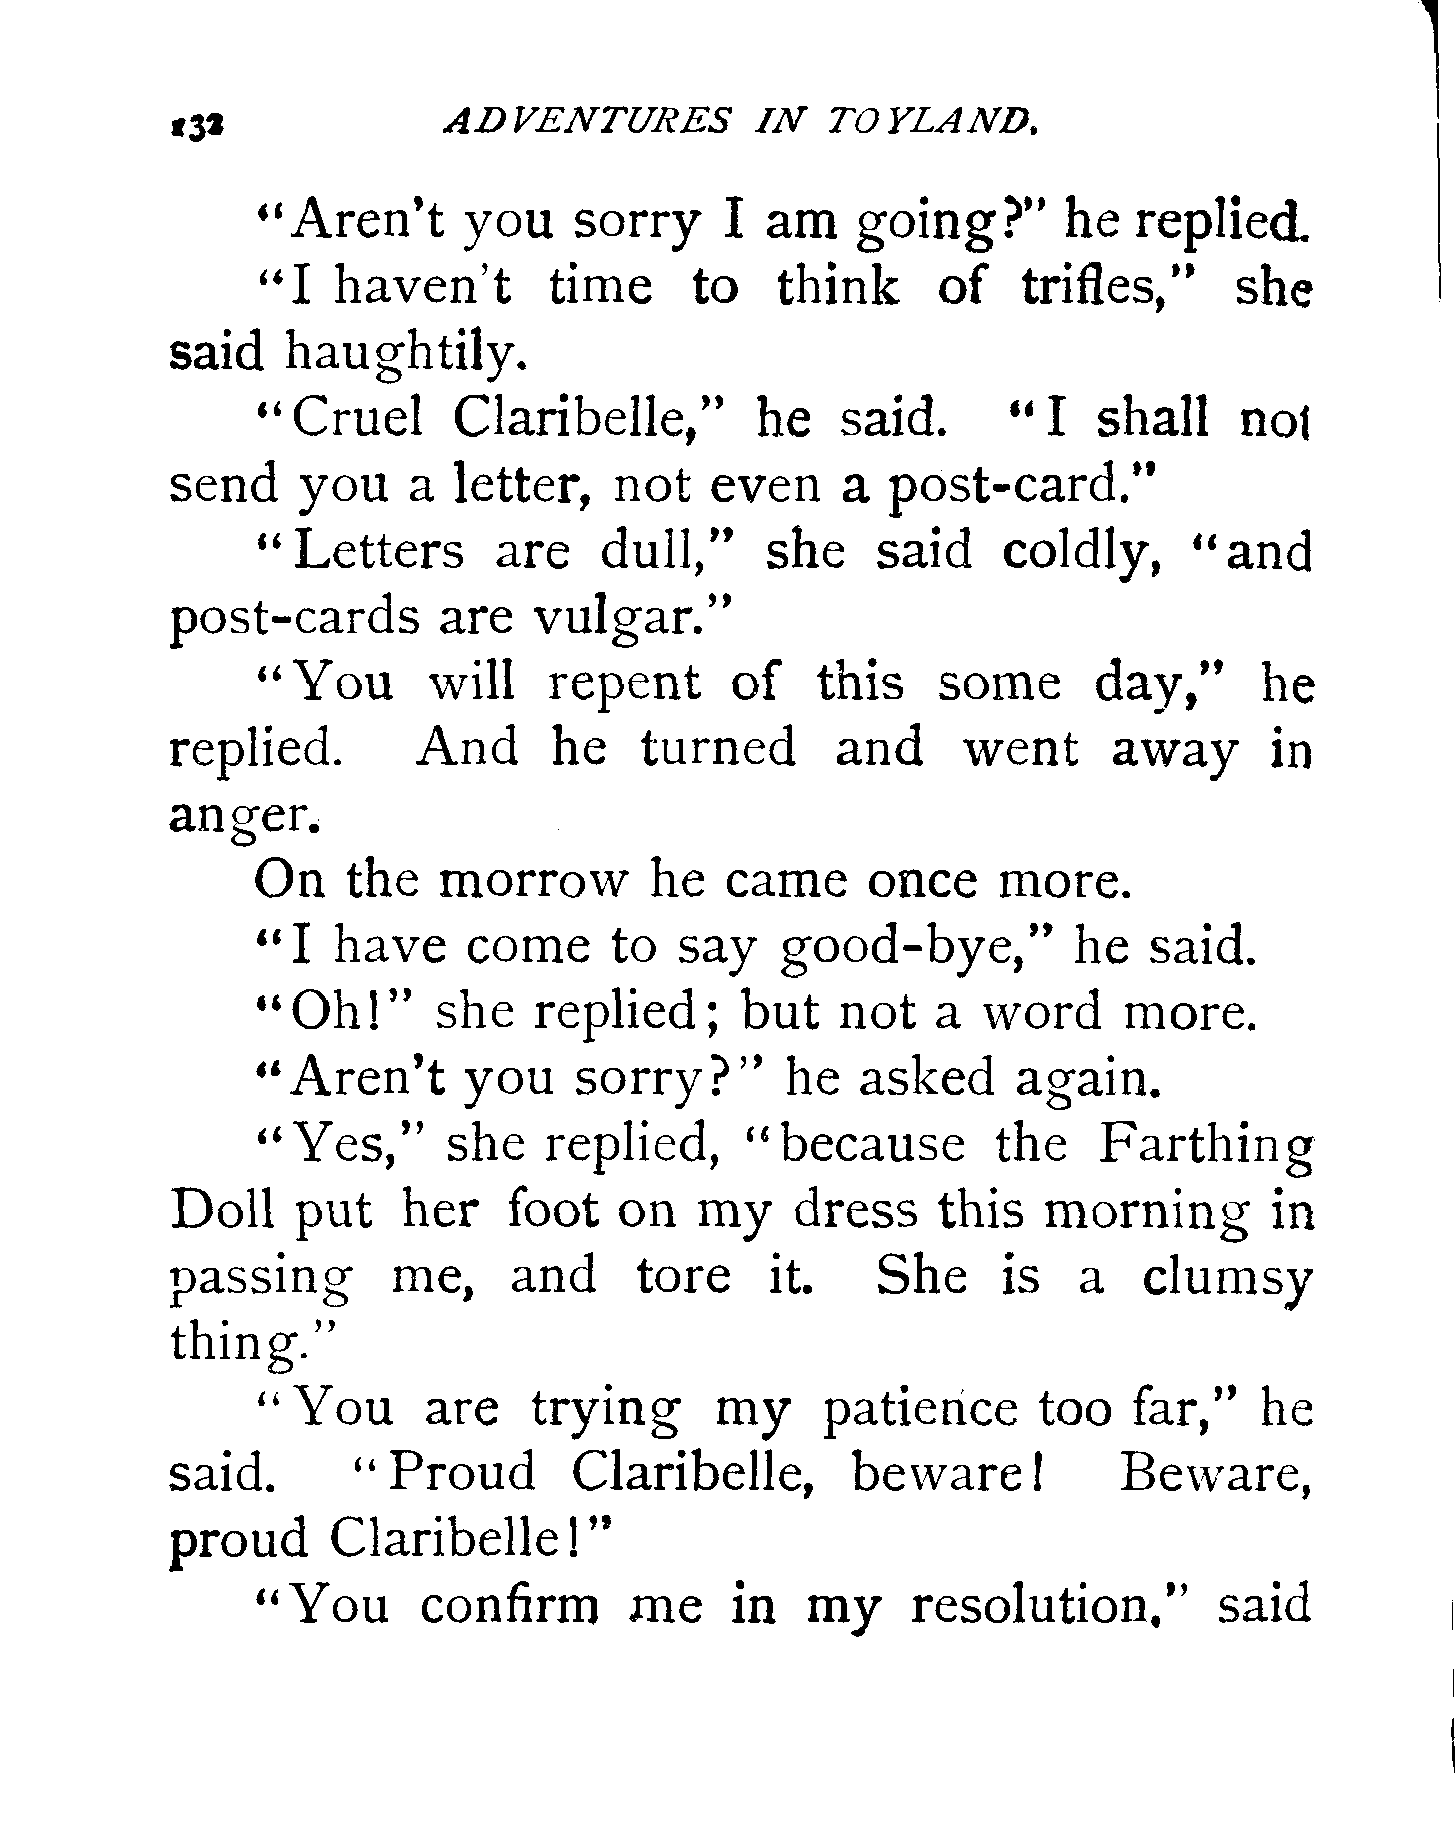 132 ADVENTURES IN TOYLAND.
"Aren't you sorry I am going?" he replied.
"I haven't time to think of trifles," she
said haughtily.
"Cruel Claribelle," he said. "I shall not
send you a letter, not even a post-card."
"Letters are dull," she said coldly, "and
post-cards are vulgar."
"You will repent of this some day," he
replied. And he turned and went away in
anger.
On the morrow he came once more.
"I have come to say good-bye," he said.
"Oh!" she replied; but not a word more.
"Aren't you sorry?" he asked again.
"Yes," she replied, "because the Farthing
Doll put her foot on my dress this morning in
passing me, and tore it. She is a clumsy
thing."
"You are trying my patience too far," he
said. "Proud Claribelle, beware! Beware,
proud Claribelle!"
"You confirm me in my resolution," said